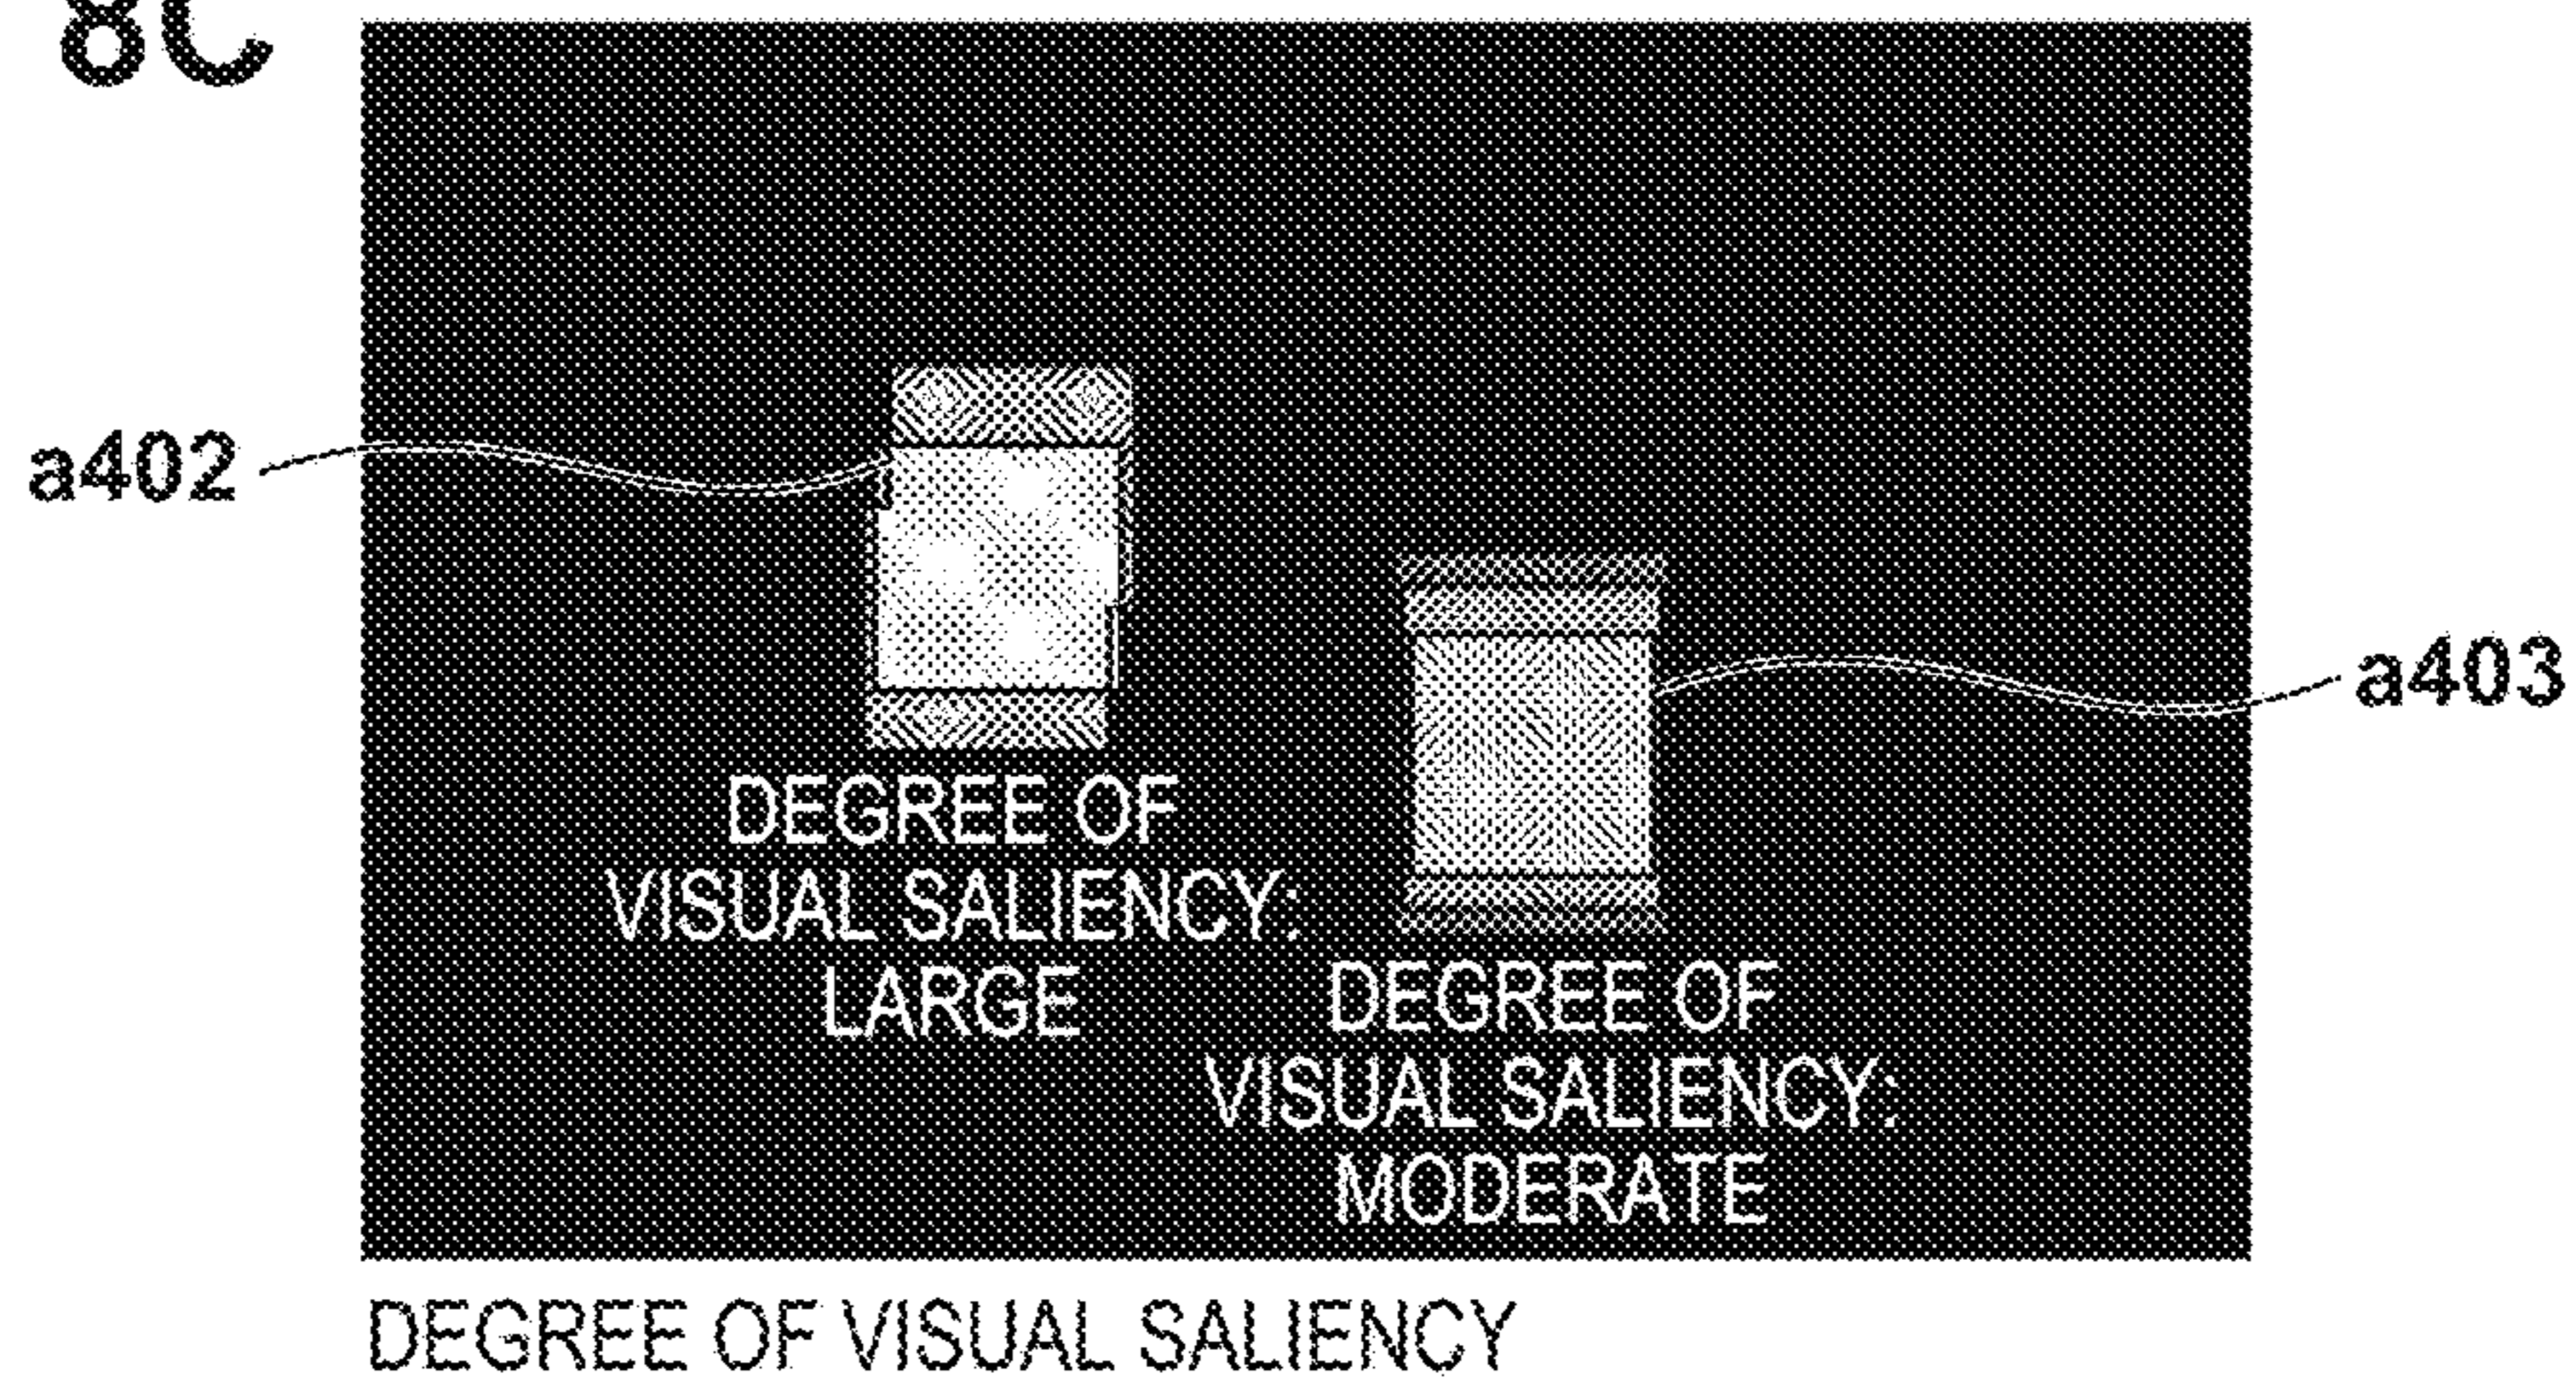 8C
a402
a403
DEGREE OF
VISUAL SALIENCY:
LARGE
DEGREE OF
VISUAL SALIENCY:
MODERATE
DEGREE OF VISUAL SALIENCY